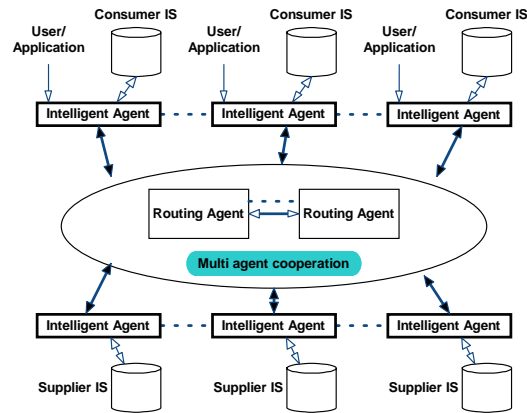 Consumer IS
Consumer IS
Consumer IS
User/
Application
User/
Application
User/
Application
Intelligent Agent
Intelligent Agent
Intelligent Agent
Routing Agent
Routing Agent
Multi agent cooperation
Intelligent Agent
Intelligent Agent
Intelligent Agent
Supplier IS
Supplier IS
Supplier IS